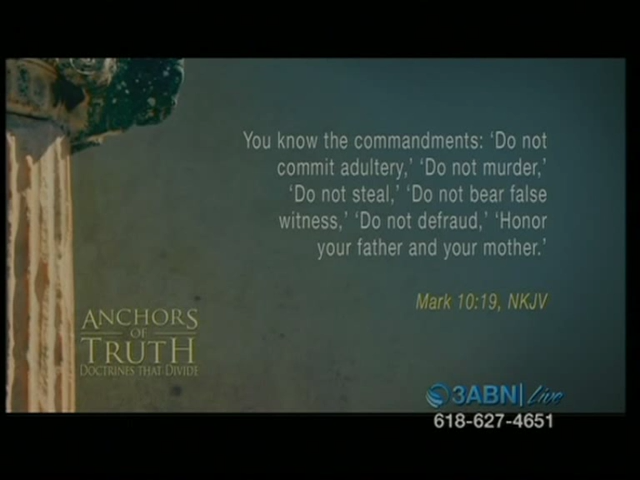 You know the commandments: ‘Do not
commit adultery,’ ‘Do not murder,’
‘Do not steal,’ ‘Do not bear false
witness,’ ‘Do not defraud,’ ‘Honor
your father and your mother.’
Mark 10:19, NKJV
ANCHORS
OF
TRUTH
DOCTRINES THAT DIVIDE
3ABN| Live
618-627-4651